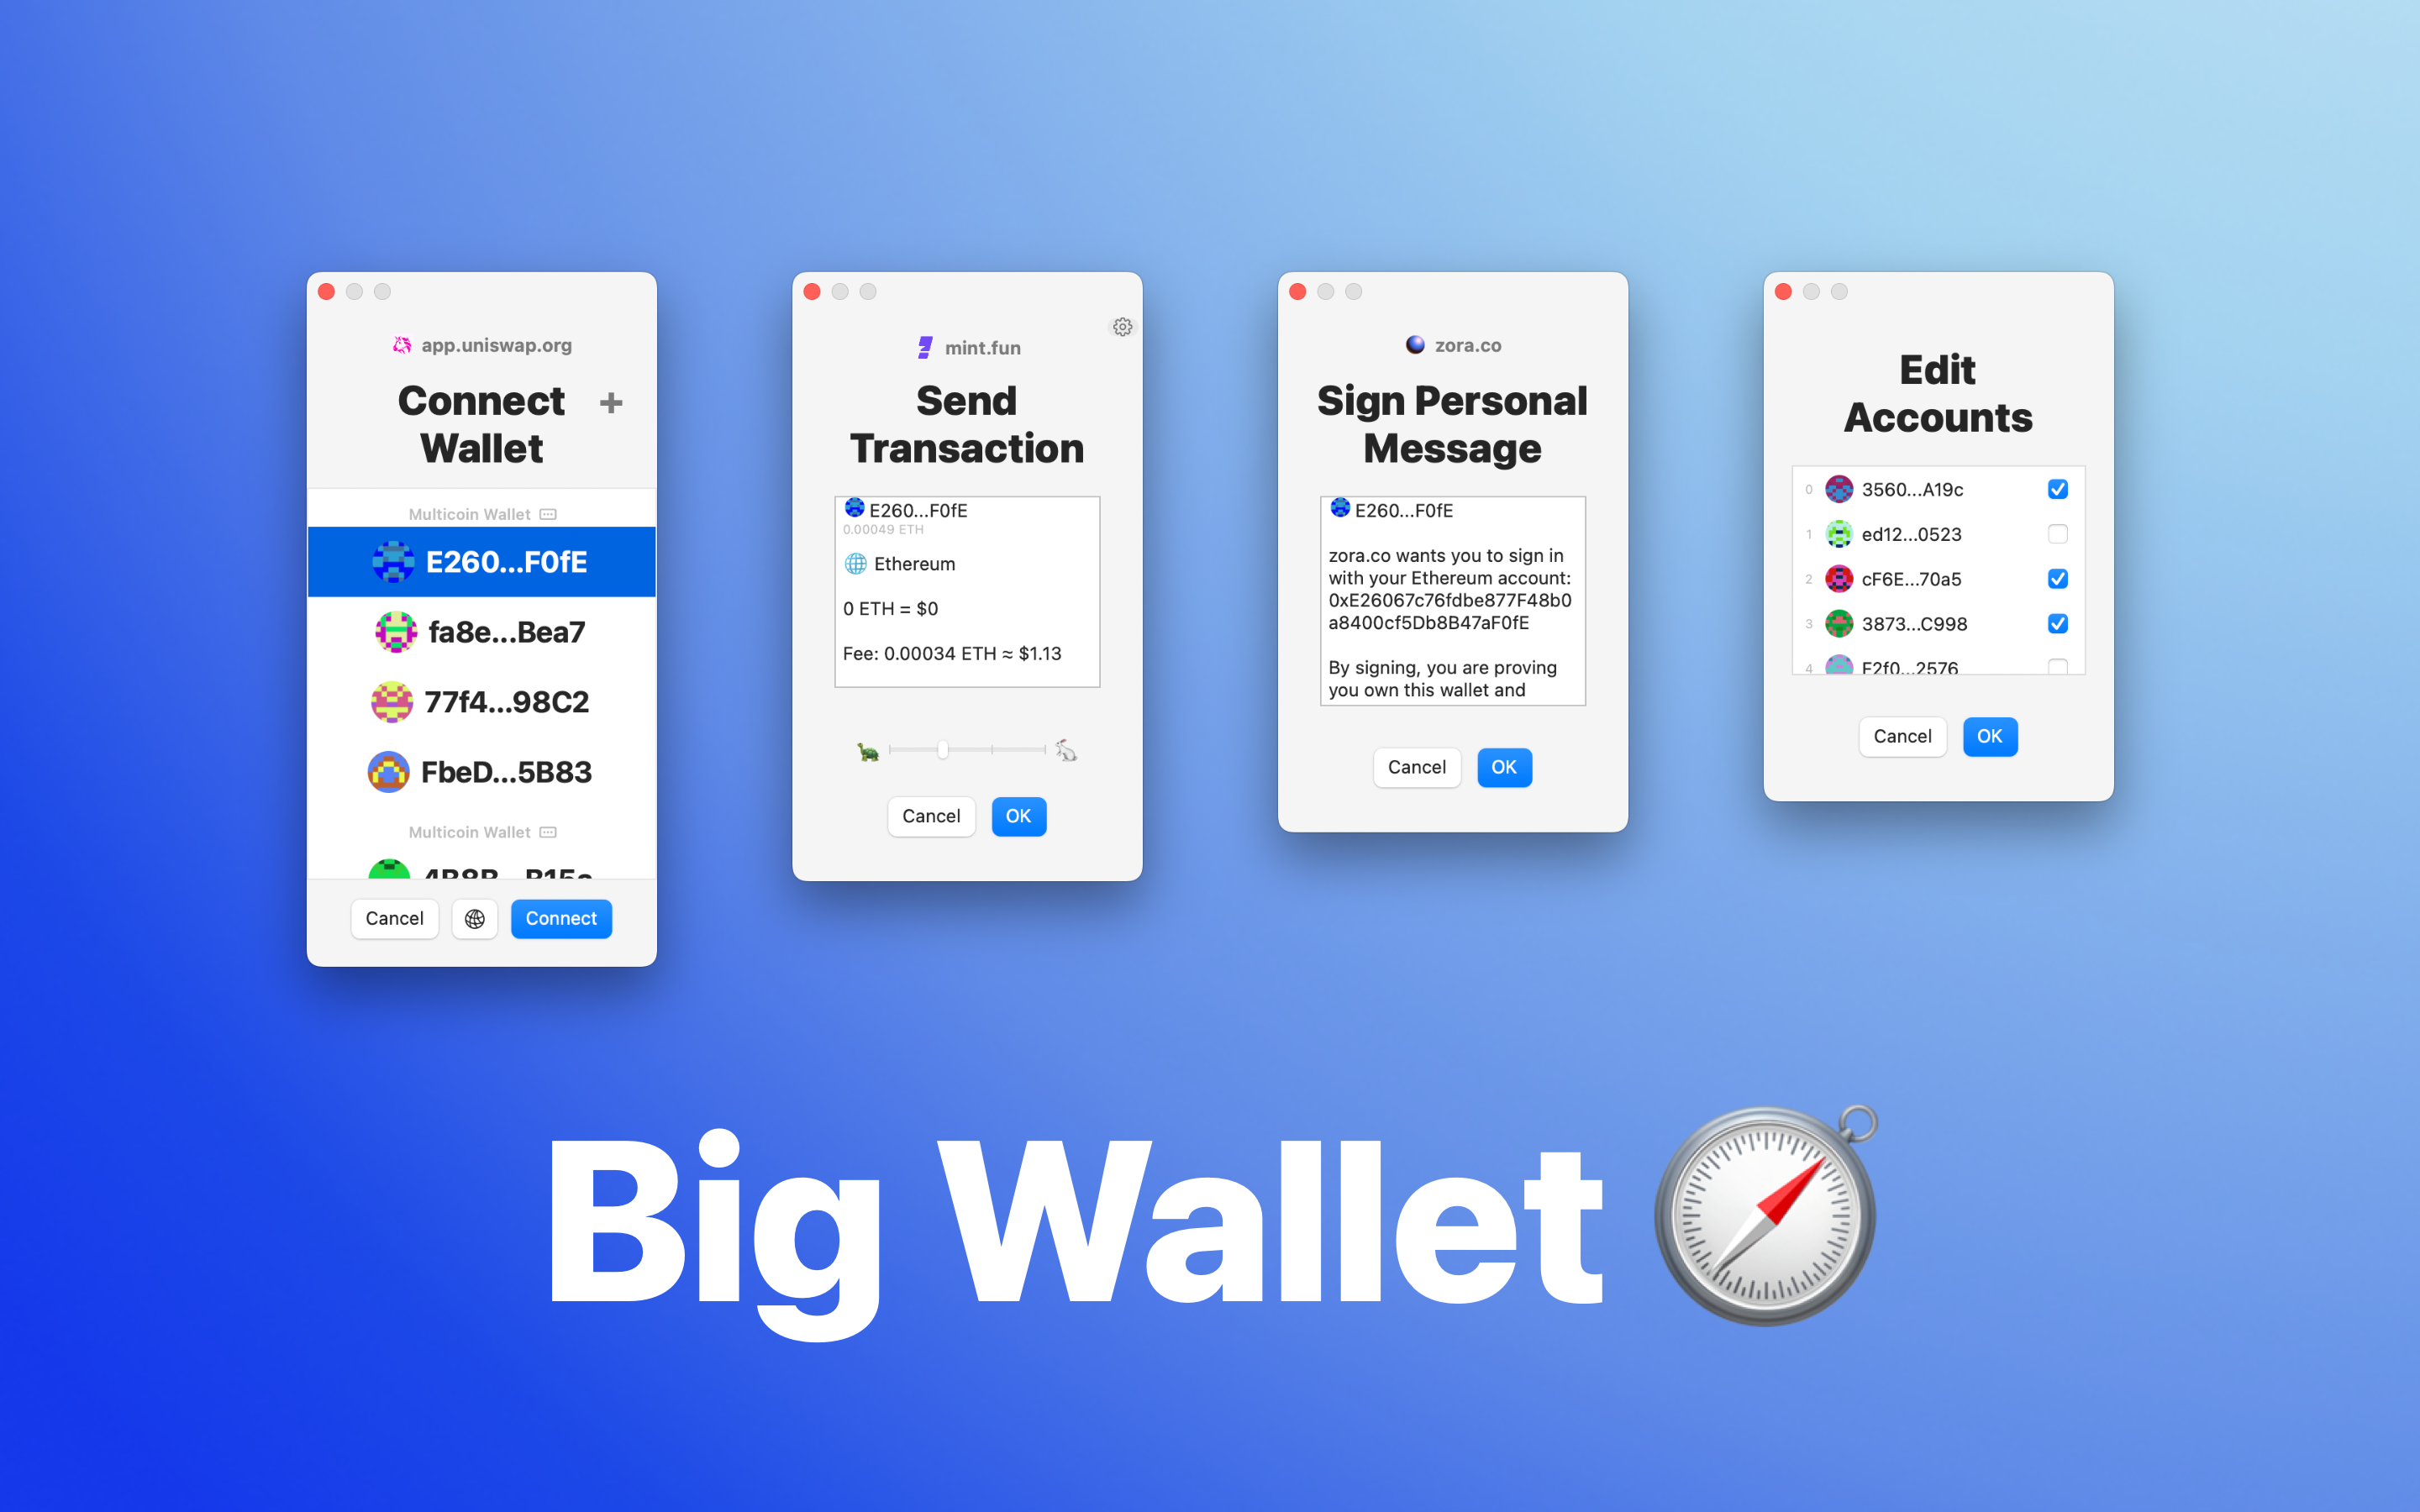 app.uniswap.org
Connect
Wallet
+
Multicoin Wallet
E260...F0fE
fa8e...Bea7
77f4...98C2
FbeD...5B83
Multicoin Wallet
Cancel
Connect
mint.fun
Send
Transaction
E260...F0fE
0.00049 ETH
Ethereum
0 ETH = $0
Fee: 0.00034 ETH ≈ $1.13
Cancel
OK
zora.co
Sign Personal
Message
E260...F0fE
zora.co wants you to sign in
with your Ethereum account:
0xE26067c76fdbe877F48b0
a8400cf5Db8B47aF0fE
By signing, you are proving
you own this wallet and
Cancel
OK
Edit
Accounts
0 3560...A19c
1 ed12...0523
2 cF6E...70a5
3 3873...C998
4 F2f0...2576
Cancel
OK
Big Wallet